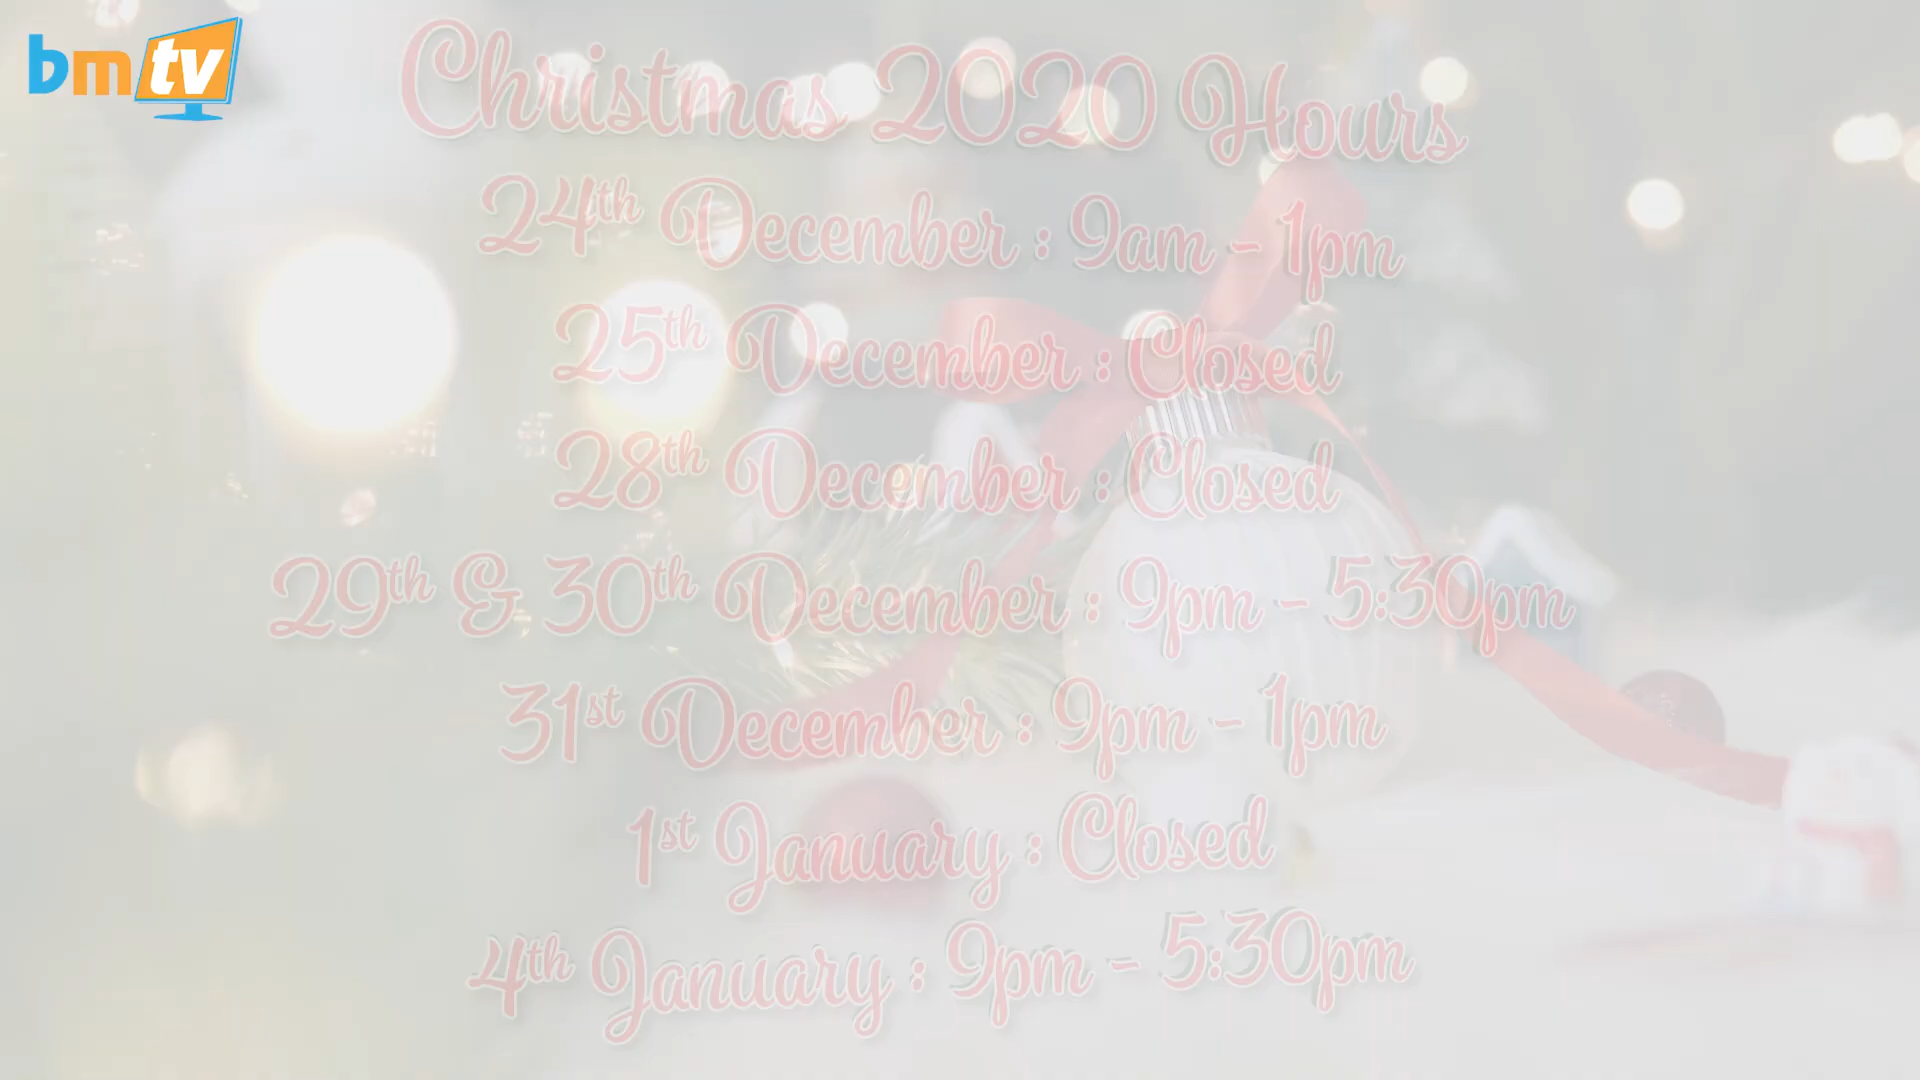 bmtv
Christmas 2020 Hours
24th December : 9am - 1pm
25th December : Closed
28th December : Closed
29th & 30th December : 9pm - 5:30pm
31st December : 9pm - 1pm
1st January : Closed
4th January : 9pm - 5:30pm